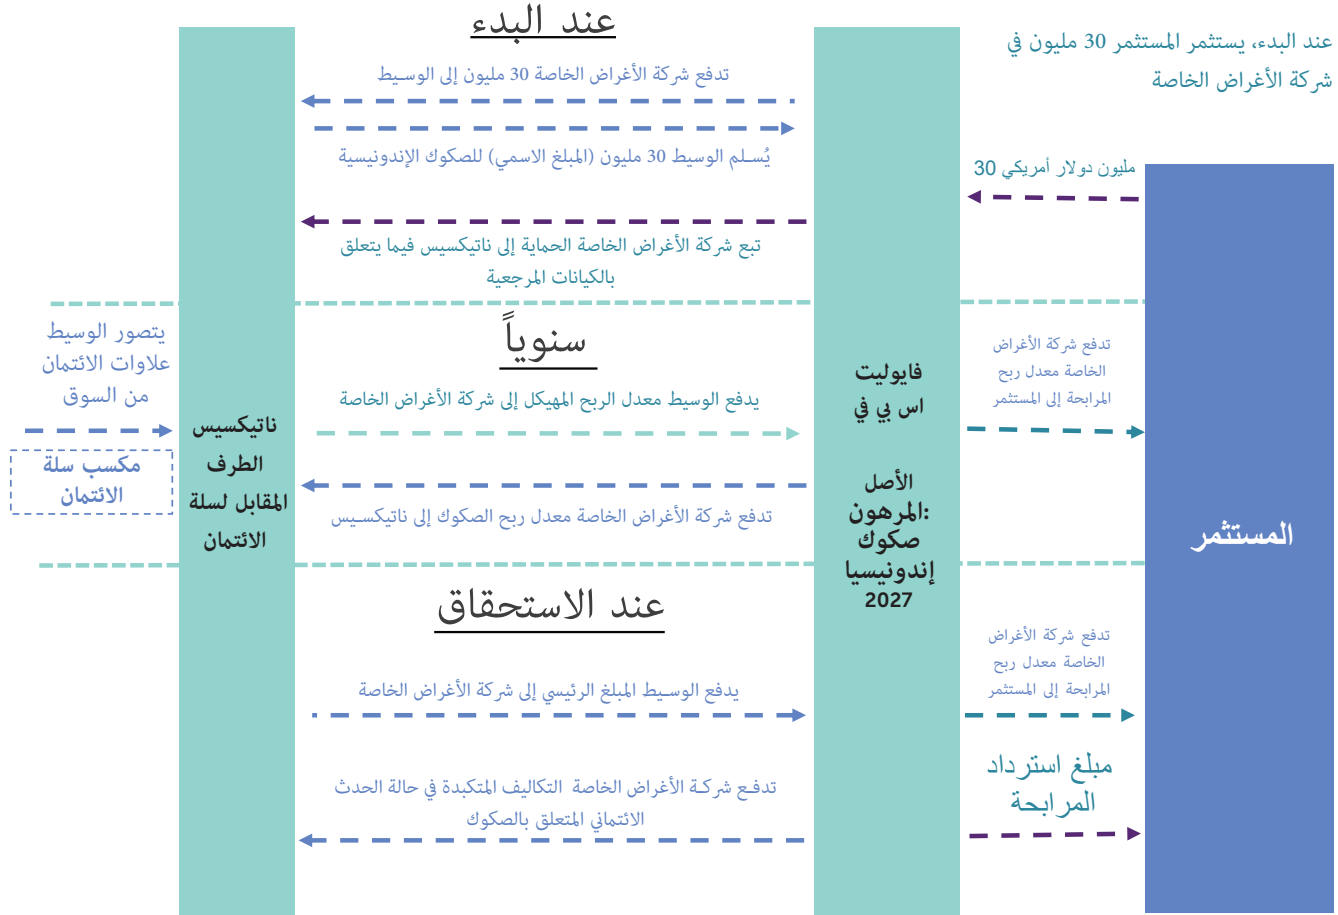 عند البدء
عند البدء، يستثمر المستثمر 30 مليون في
شركة الأغراض الخاصة
تدفع شركة الأغراض الخاصة 30 مليون إلى الوسيط
يُسلم الوسيط 30 مليون (المبلغ الاسمي) للصكوك الإندونيسية
مليون دولار أمريكي 30
تبع شركة الأغراض الخاصة الحماية إلى ناتيكسيس فيما يتعلق
بالكيانات المرجعية
المستثمر
فايوليت
اس بي في
الأصل
المرهون:
صكوك
إندونيسيا
2027
ناتيكسيس
الطرف
المقابل لسلة
الائتمان
سنوياً
تدفع شركة الأغراض
الخاصة معدل ربح
المرابحة إلى المستثمر
يدفع الوسيط معدل الربح المهيكل إلى شركة الأغراض الخاصة
تدفع شركة الأغراض الخاصة معدل ربح الصكوك إلى ناتيكسيس
يتصور الوسيط
علاوات الائتمان
من السوق
مكسب سلة
الائتمان
عند الاستحقاق
تدفع شركة الأغراض
الخاصة معدل ربح
المرابحة إلى المستثمر
يدفع الوسيط المبلغ الرئيسي إلى شركة الأغراض الخاصة
مبلغ استرداد
المرابحة
تدفع شركة الأغراض الخاصة التكاليف المتكبدة في حالة الحدث
الائتماني المتعلق بالصكوك